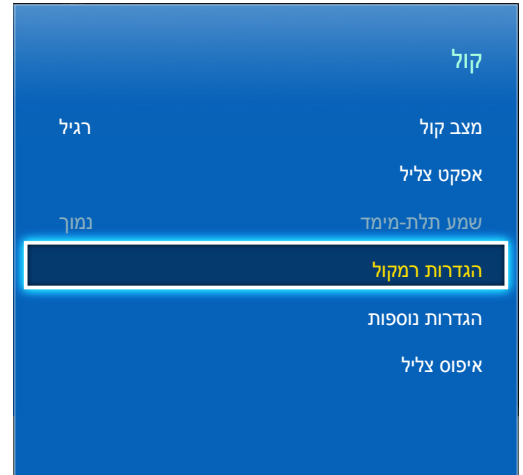 קול
מצב קול רגיל
אפקט צליל
שמע תלת-מימד נמוך
הגדרות רמקול
הגדרות נוספות
איפוס צליל